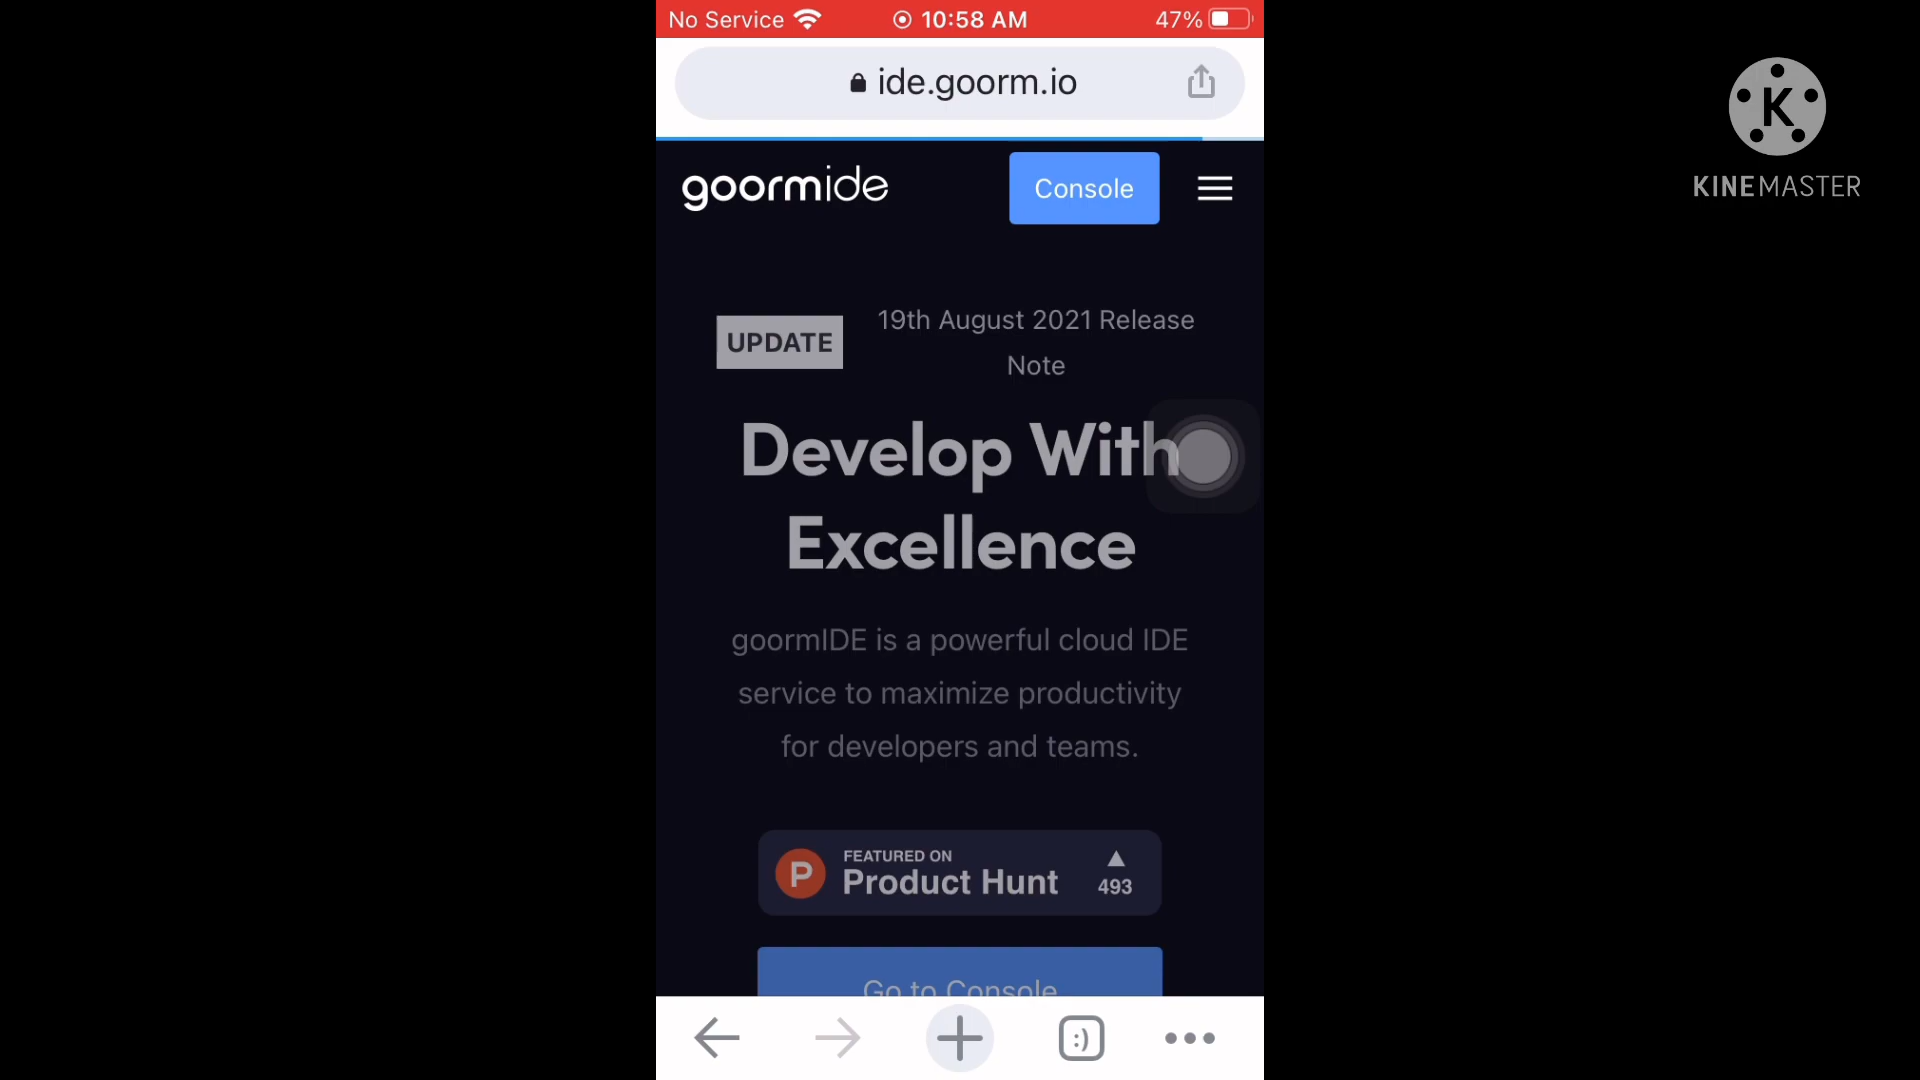 No Service 10:58 AM 47%
ide.goorm.io
goormide Console
UPDATE
19th August 2021 Release
Note
Develop With
Excellence
goormIDE is a powerful cloud IDE
service to maximize productivity
for developers and teams.
P FEATURED ON
Product Hunt
493
Go to Console
:)
K
KINEMASTER